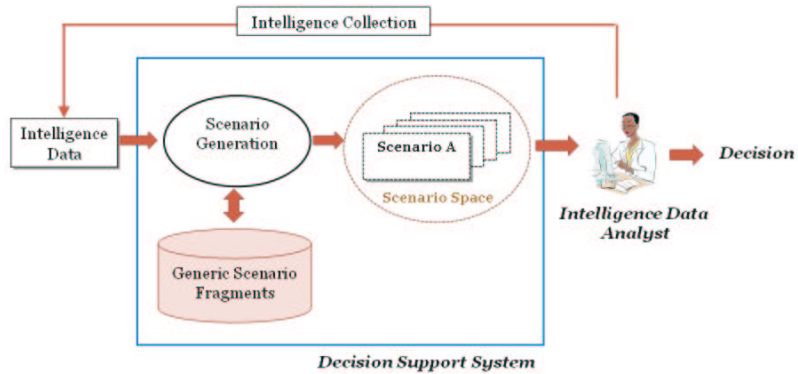 Intelligence Collection
Intelligence
Data
Scenario
Generation
Scenario A
Scenario Space
Decision
Intelligence Data
Analyst
Generic Scenario
Fragments
Decision Support System